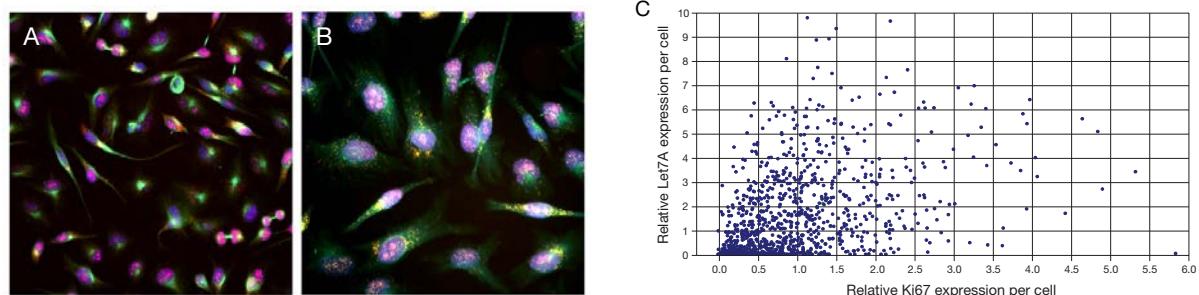 A
B
C
10
9
8
7
6
5
4
3
2
1
0
Relative Let7A expression per cell
0.0 0.5 1.0 1.5 2.0 2.5 3.0 3.5 4.0 4.5 5.0 5.5 6.0
Relative Ki67 expression per cell